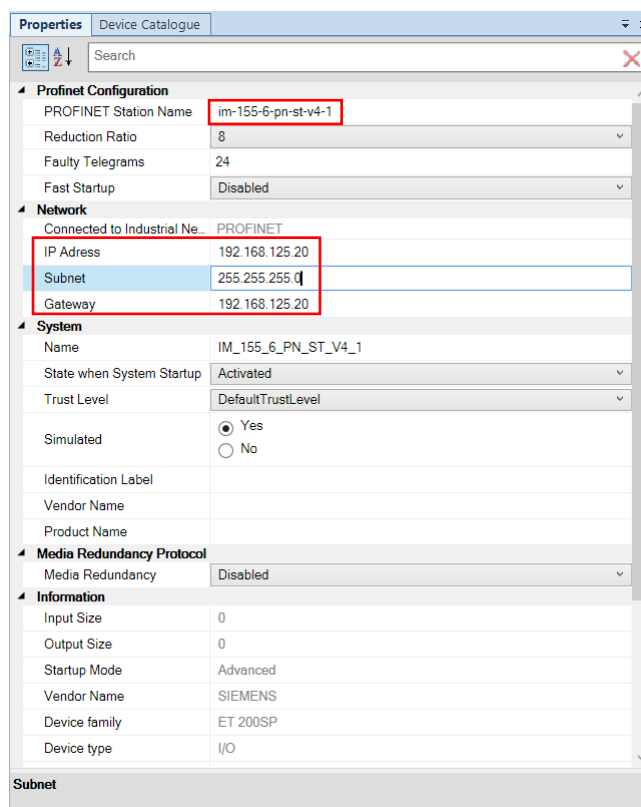 Properties Device Catalogue
Search
Profinet Configuration
PROFINET Station Name im-155-6-pn-st-v4-1
Reduction Ratio 8
Faulty Telegrams 24
Fast Startup Disabled
Network
Connected to Industrial Ne... PROFINET
IP Adress 192.168.125.20
Subnet 255.255.255.0
Gateway 192.168.125.20
System
Name IM_155_6_PN_ST_V4_1
State when System Startup Activated
Trust Level DefaultTrustLevel
Simulated Yes
No
Identification Label
Vendor Name
Product Name
Media Redundancy Protocol
Media Redundancy Disabled
Information
Input Size 0
Output Size 0
Startup Mode Advanced
Vendor Name SIEMENS
Device family ET 200SP
Device type I/O
Subnet